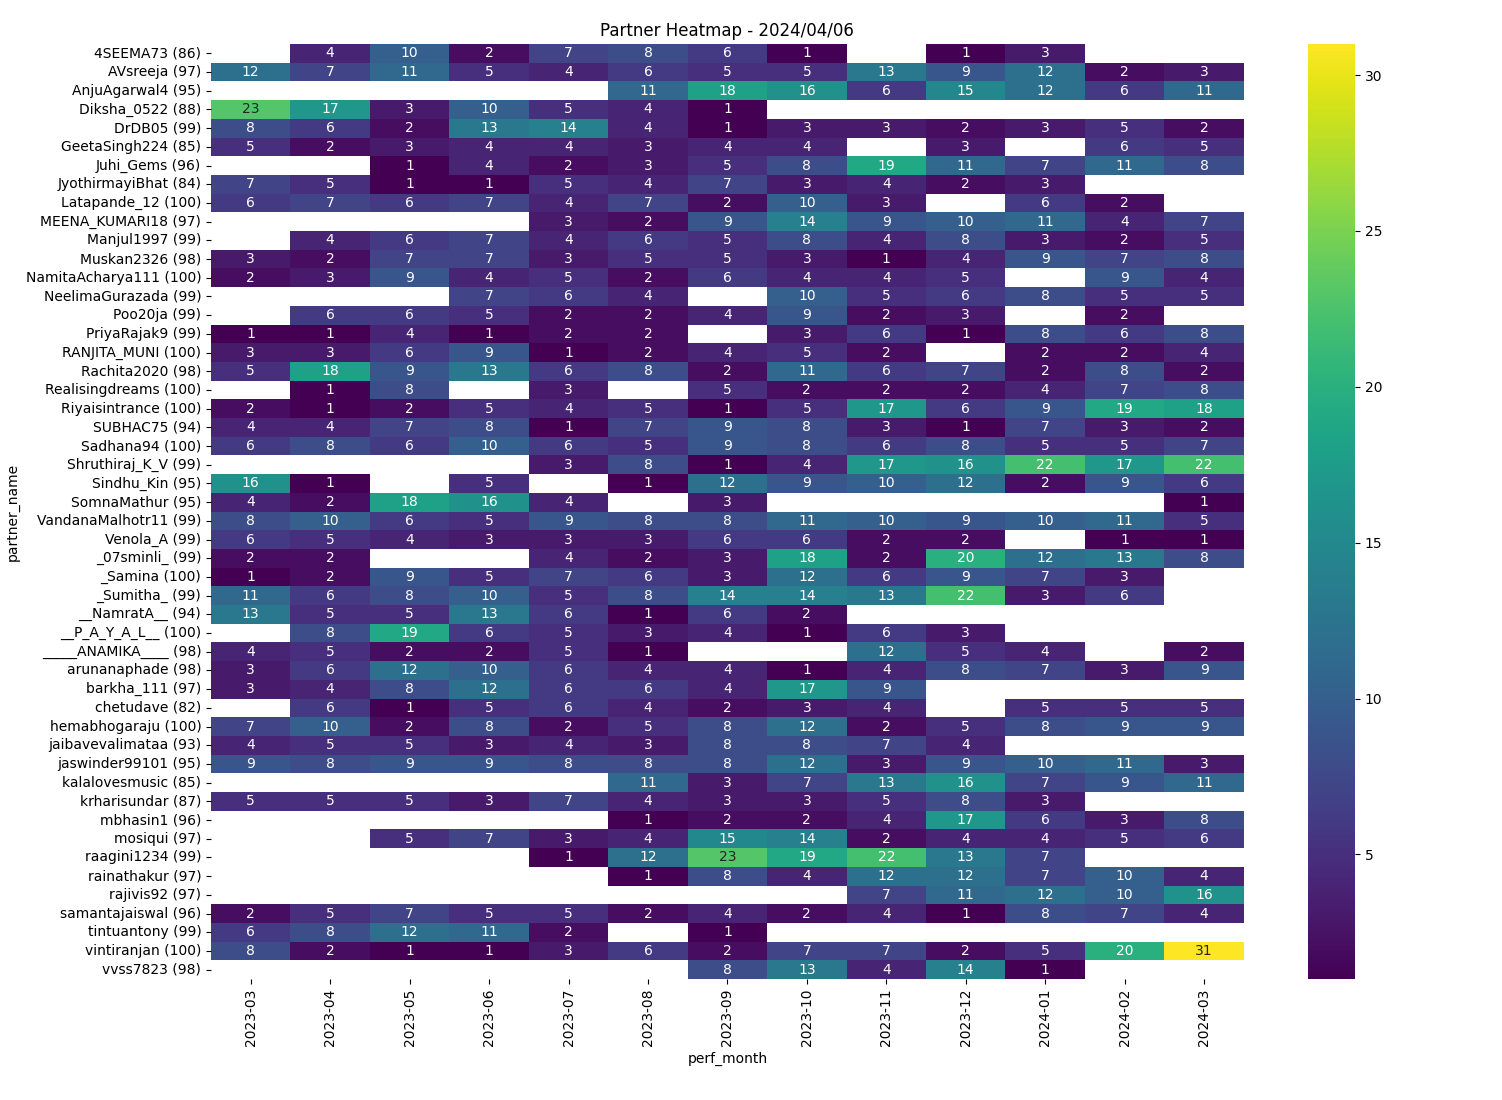 Partner Heatmap - 2024/04/06
4SEEMA73 (86) 4 10 2 7 8 6 1 1 3
AVsreeja (97) 12 7 11 5 4 6 5 5 13 9 12 2 3
AnjuAgarwal4 (95) 11 18 16 6 15 12 6 11
Diksha_0522 (88) 23 17 3 10 5 4 1
DrDB05 (99) 8 6 2 13 14 4 1 3 3 2 3 5 2
GeetaSingh224 (85) 5 2 3 4 4 3 4 4 3 6 5
Juhi_Gems (96) 1 4 2 3 5 8 19 11 7 11 8
JyothirmayiBhat (84) 7 5 1 1 5 4 7 3 4 2 3
Latapande_12 (100) 6 7 6 7 4 7 2 10 3 6 2
MEENA_KUMARI18 (97) 3 2 9 14 9 10 11 4 7
Manjul1997 (99) 4 6 7 4 6 5 8 4 8 3 2 5
Muskan2326 (98) 3 2 7 7 3 5 5 3 1 4 9 7 8
NamitaAcharya111 (100) 2 3 9 4 5 2 6 4 4 5 9 4
NeelimaGurazada (99) 7 6 4 10 5 6 8 5 5
Poo20ja (99) 6 6 5 2 2 4 9 2 3 2
PriyaRajak9 (99) 1 1 4 1 2 2 3 6 1 8 6 8
RANJITA_MUNI (100) 3 3 6 9 1 2 4 5 2 2 2 4
Rachita2020 (98) 5 18 9 13 6 8 2 11 6 7 2 8 2
Realisingdreams (100) 1 8 3 5 2 2 2 4 7 8
Riyaisintrance (100) 2 1 2 5 4 5 1 5 17 6 9 19 18
SUBHAC75 (94) 4 4 7 8 1 7 9 8 3 1 7 3 2
Sadhana94 (100) 6 8 6 10 6 5 9 8 6 8 5 5 7
Shruthiraj_K_V (99) 3 8 1 4 17 16 22 17 22
Sindhu_Kin (95) 16 1 5 1 12 9 10 12 2 9 6
SomnaMathur (95) 4 2 18 16 4 3 1
VandanaMalhotr11 (99) 8 10 6 5 9 8 8 11 10 9 10 11 5
Venola_A (99) 6 5 4 3 3 3 6 6 2 2 1 1
_07sminli_ (99) 2 2 4 2 3 18 2 20 12 13 8
_Samina (100) 1 2 9 5 7 6 3 12 6 9 7 3
_Sumitha_ (99) 11 6 8 10 5 8 14 14 13 22 3 6
__NamratA__ (94) 13 5 5 13 6 1 6 2
__P_A_Y_A_L__ (100) 8 19 6 5 3 4 1 6 3
_____ANAMIKA____ (98) 4 5 2 2 5 1 12 5 4 2
arunanaphade (98) 3 6 12 10 6 4 4 1 4 8 7 3 9
barkha_111 (97) 3 4 8 12 6 6 4 17 9
chetudave (82) 6 1 5 6 4 2 3 4 5 5 5
hemabhogaraju (100) 7 10 2 8 2 5 8 12 2 5 8 9 9
jaibavevalimataa (93) 4 5 5 3 4 3 8 8 7 4
jaswinder99101 (95) 9 8 9 9 8 8 8 12 3 9 10 11 3
kalalovesmusic (85) 11 3 7 13 16 7 9 11
krharisundar (87) 5 5 5 3 7 4 3 3 5 8 3
mbhasin1 (96) 1 2 2 4 17 6 3 8
mosiqui (97) 5 7 3 4 15 14 2 4 4 5 6
raagini1234 (99) 1 12 23 19 22 13 7
rainathakur (97) 1 8 4 12 12 7 10 4
rajivis92 (97) 7 11 12 10 16
samantajaiswal (96) 2 5 7 5 5 2 4 2 4 1 8 7 4
tintuantony (99) 6 8 12 11 2 1
vintiranjan (100) 8 2 1 1 3 6 2 7 7 2 5 20 31
vvss7823 (98) 8 13 4 14 1
2023-03 2023-04 2023-05 2023-06 2023-07 2023-08 2023-09 2023-10 2023-11 2023-12 2024-01 2024-02 2024-03
perf_month
partner_name
30
25
20
15
10
5